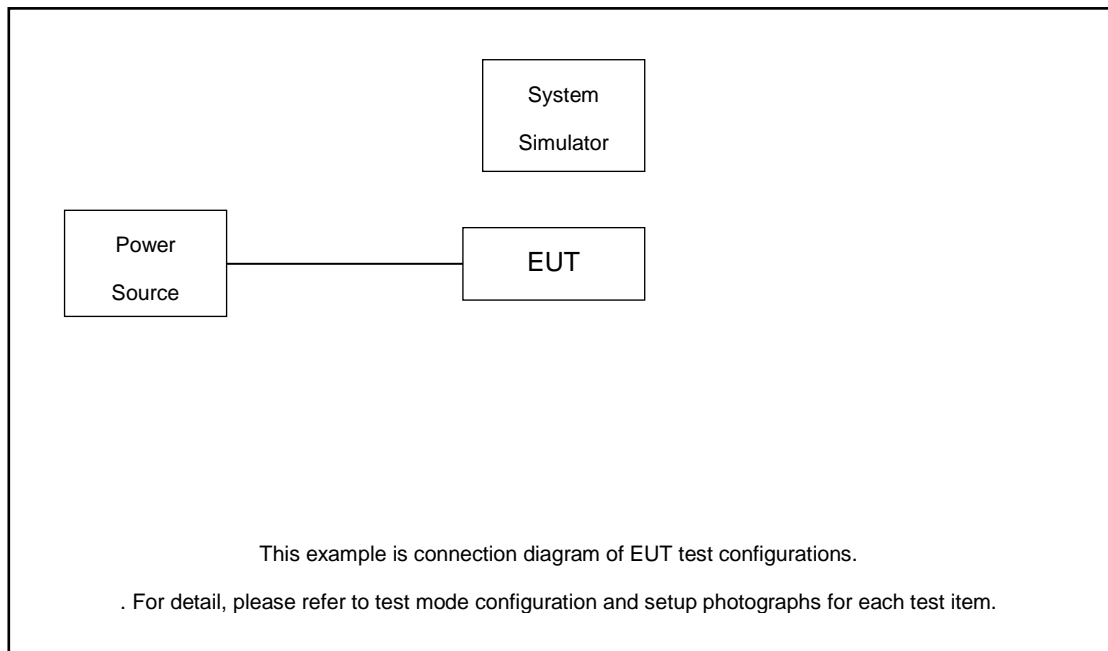 System
Simulator
Power
Source
EUT
This example is connection diagram of EUT test configurations.
. For detail, please refer to test mode configuration and setup photographs for each test item.